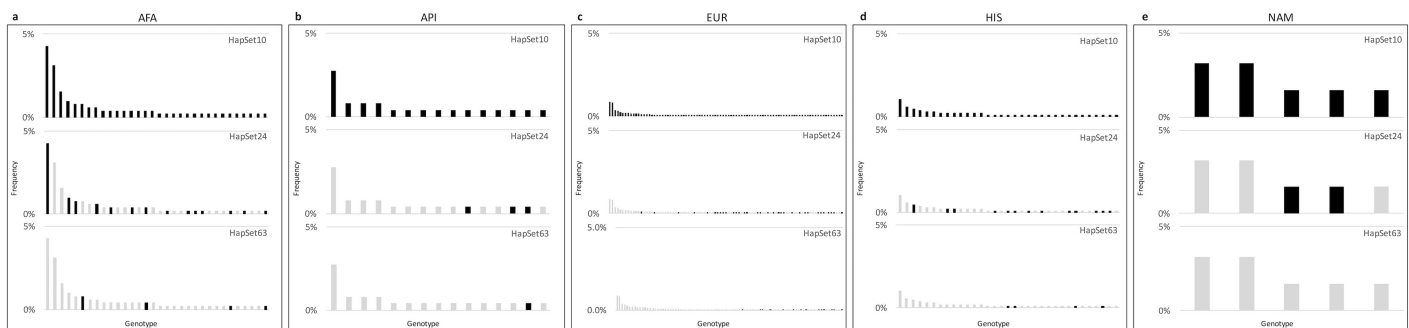 a AFA
5%
HapSet10
0%
5%
HapSet24
Frequency
0%
5%
HapSet63
0%
Genotype
b API
5%
HapSet10
0%
5%
HapSet24
Frequency
0%
5%
HapSet63
0%
Genotype
c EUR
5%
HapSet10
0%
5%
HapSet24
Frequency
0%
5.0%
HapSet63
0.0%
Genotype
d HIS
5%
HapSet10
0%
5%
HapSet24
Frequency
0%
5%
HapSet63
0%
Genotype
e NAM
5%
HapSet10
0%
5%
HapSet24
Frequency
0%
5%
HapSet63
0%
Genotype